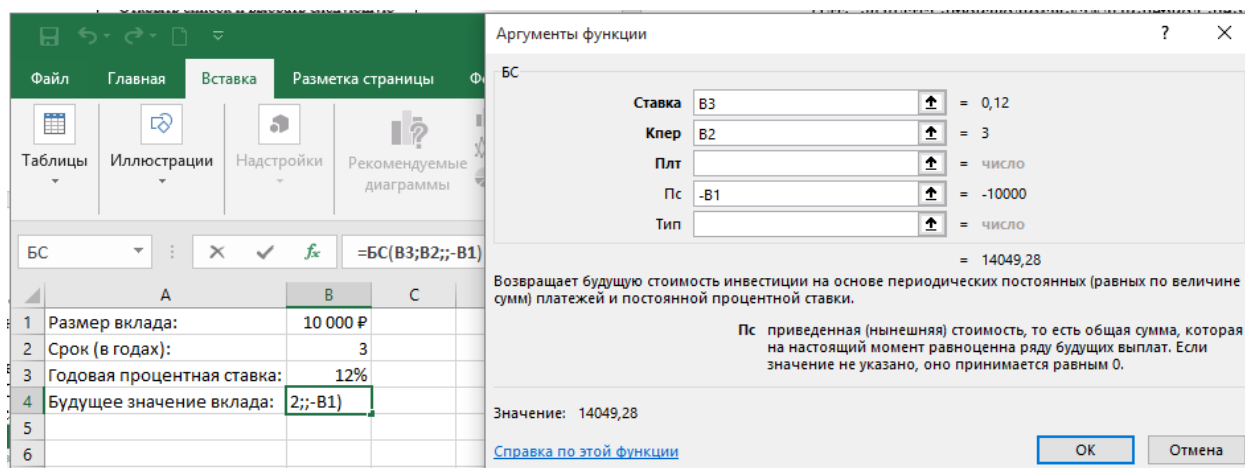 Файл Главная Вставка Разметка страницы
Таблицы Иллюстрации Надстройки Рекомендуемые
диаграммы
БС =БС(B3;B2;;-B1)
A B C
1 Размер вклада: 10 000 ₽
2 Срок (в годах): 3
3 Годовая процентная ставка: 12%
4 Будущее значение вклада: 2;;-B1)
5
6
Аргументы функции ? ×
БС
Ставка B3 = 0,12
Кпер B2 = 3
Плт = число
Пс -B1 = -10000
Тип = число
= 14049,28
Возвращает будущую стоимость инвестиции на основе периодических постоянных (равных по величине
сумм) платежей и постоянной процентной ставки.
Пс приведенная (нынешняя) стоимость, то есть общая сумма, которая
на настоящий момент равноценна ряду будущих выплат. Если
значение не указано, оно принимается равным 0.
Значение: 14049,28
Справка по этой функции ОК Отмена